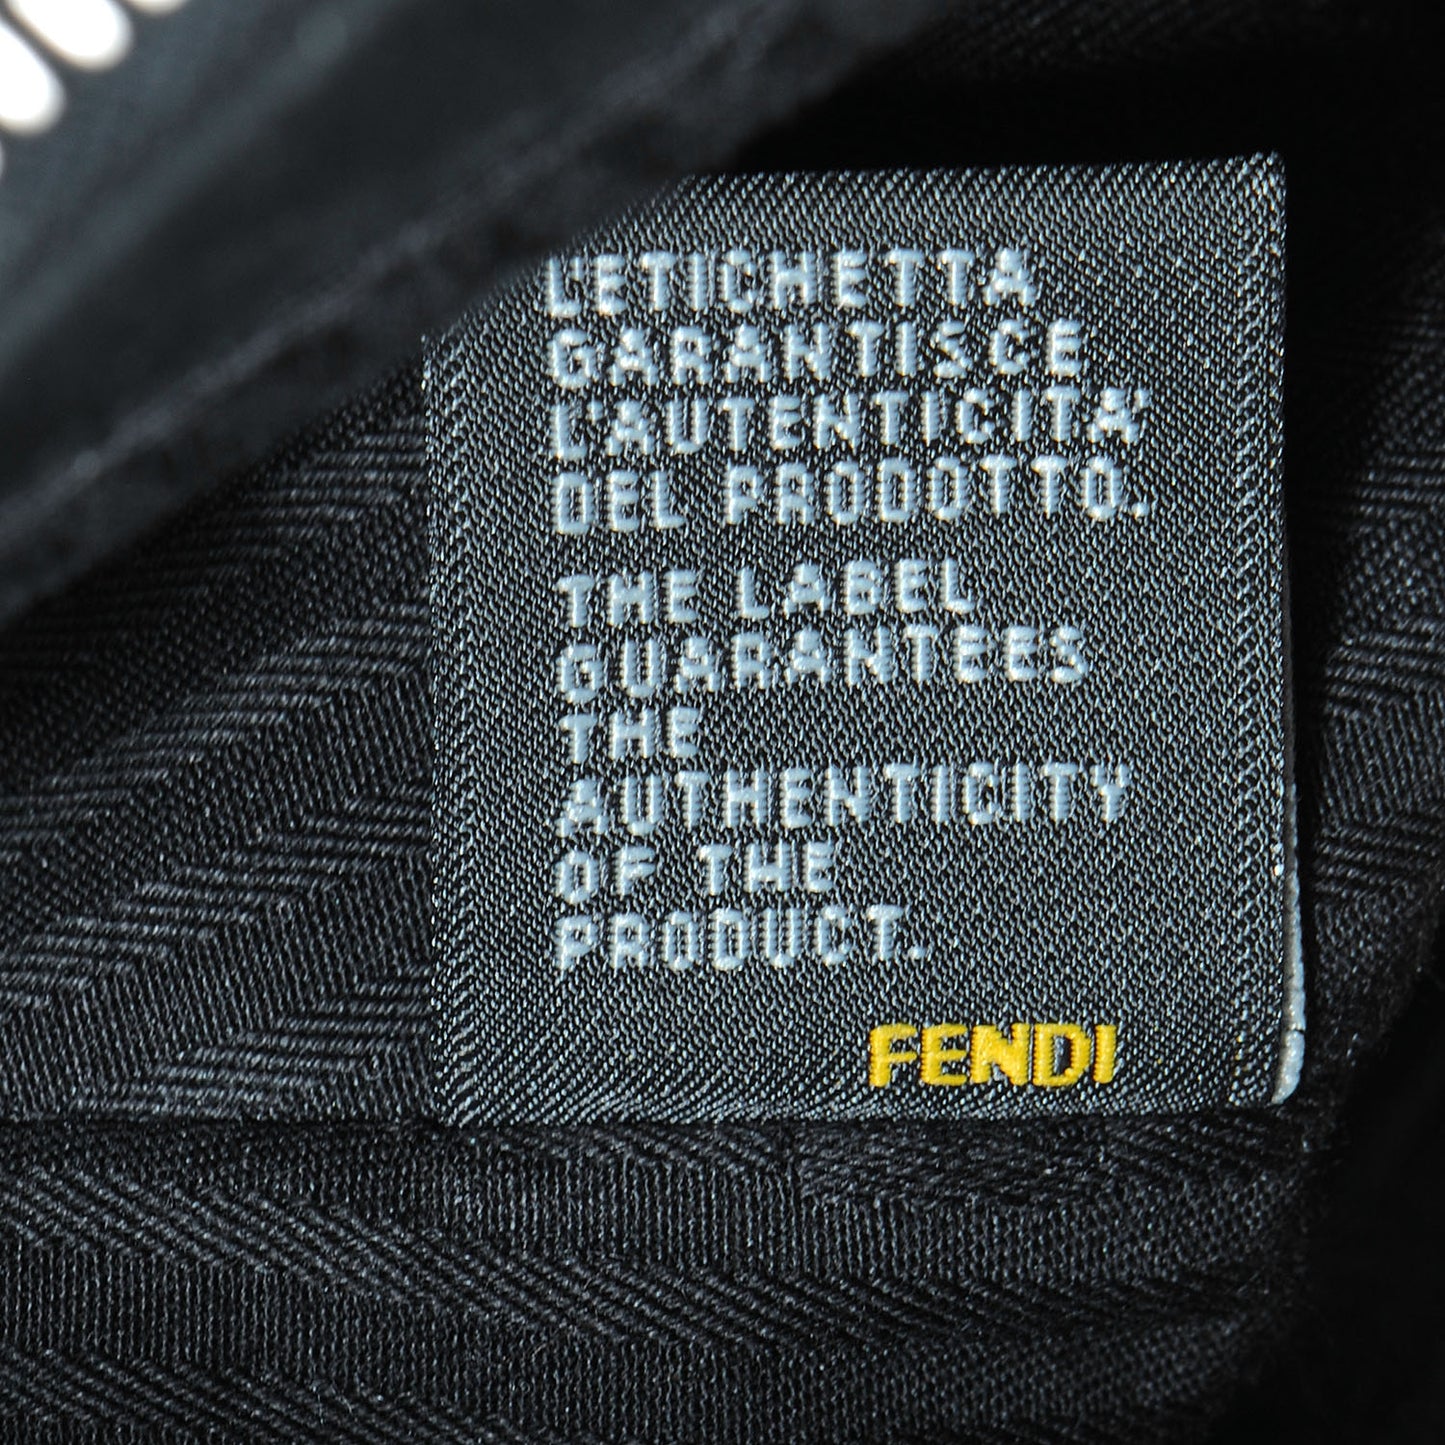 L'ETICHETTA
GARANTISCE
L'AUTENTICITA'
DEL PRODOTTO.
THE LABEL
GUARANTEES
THE
AUTHENTICITY
OF THE
PRODUCT.
FENDI